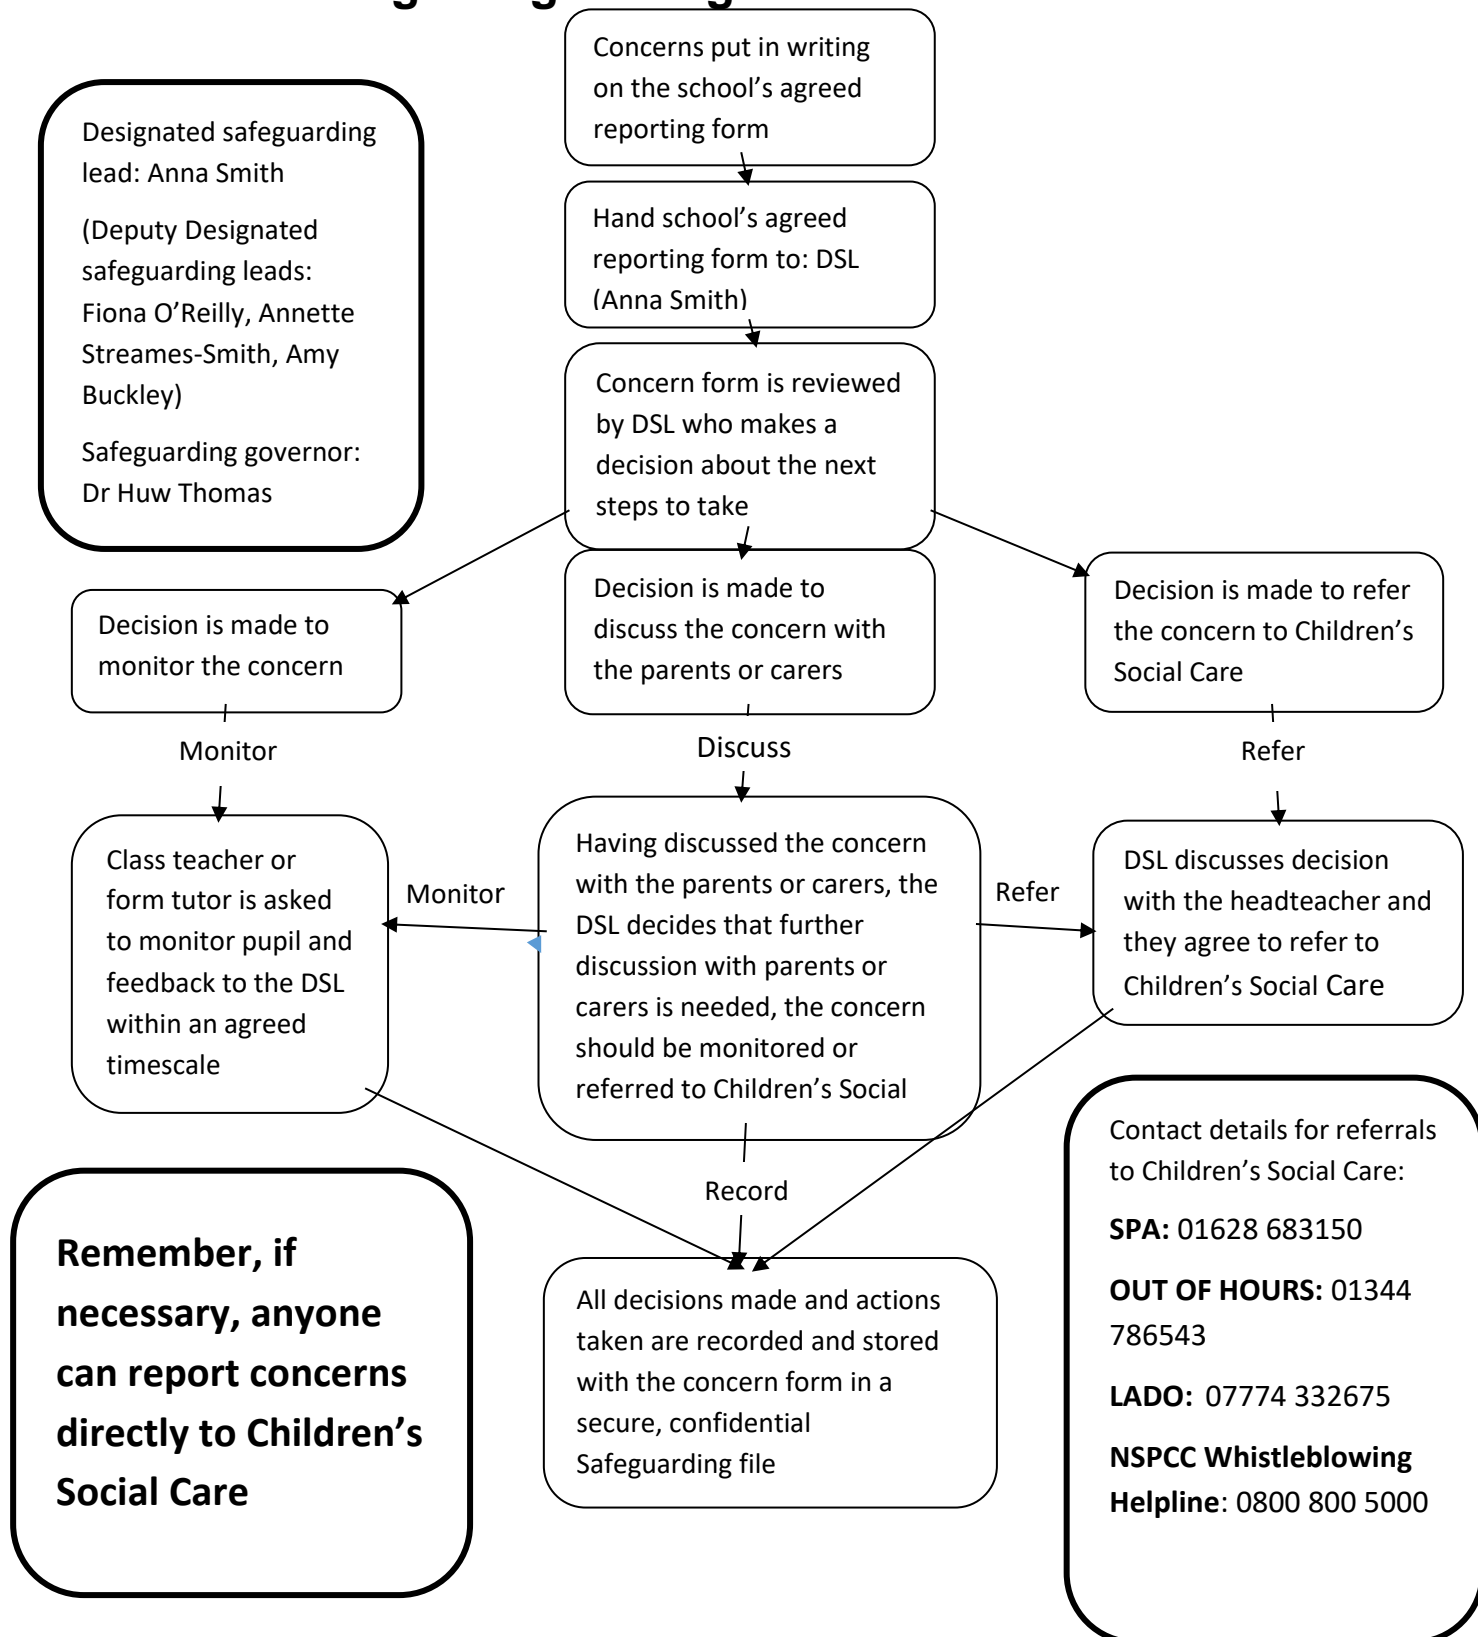 Concerns put in writing
on the school's agreed
reporting form
Designated safeguarding
lead: Anna Smith
(Deputy Designated
safeguarding leads:
Fiona O'Reilly, Annette
Streames-Smith, Amy
Buckley)
Safeguarding governor:
Dr Huw Thomas
Hand school's agreed
reporting form to: DSL
(Anna Smith)
Concern form is reviewed
by DSL who makes a
decision about the next
steps to take
Decision is made to
monitor the concern
Decision is made to
discuss the concern with
the parents or carers
Decision is made to refer
the concern to Children's
Social Care
Monitor
Discuss
Refer
Class teacher or
form tutor is asked
to monitor pupil and
feedback to the DSL
within an agreed
timescale
Monitor
Having discussed the concern
with the parents or carers, the
DSL decides that further
discussion with parents or
carers is needed, the concern
should be monitored or
referred to Children's Social
Refer
DSL discusses decision
with the headteacher and
they agree to refer to
Children's Social Care
Record
Remember, if
necessary, anyone
can report concerns
directly to Children's
Social Care
All decisions made and actions
taken are recorded and stored
with the concern form in a
secure, confidential
Safeguarding file
Contact details for referrals
to Children's Social Care:
SPA: 01628 683150
OUT OF HOURS: 01344
786543
LADO: 07774 332675
NSPCC Whistleblowing
Helpline: 0800 800 5000